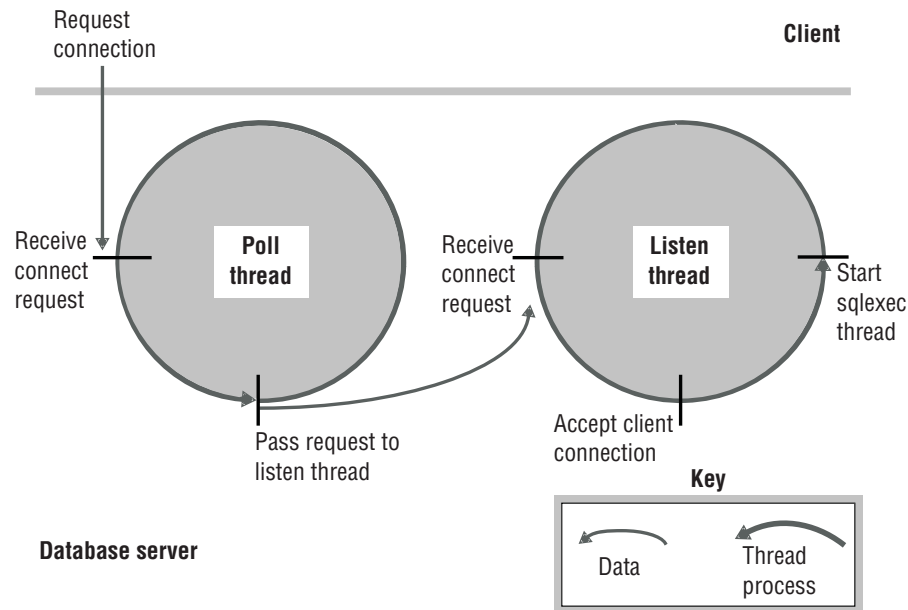 Request
connection
Client
Receive
connect
request
Poll
thread
Receive
connect
request
Listen
thread
Start
sqlexec
thread
Pass request to
listen thread
Accept client
connection
Key
Data
Thread
process
Database server